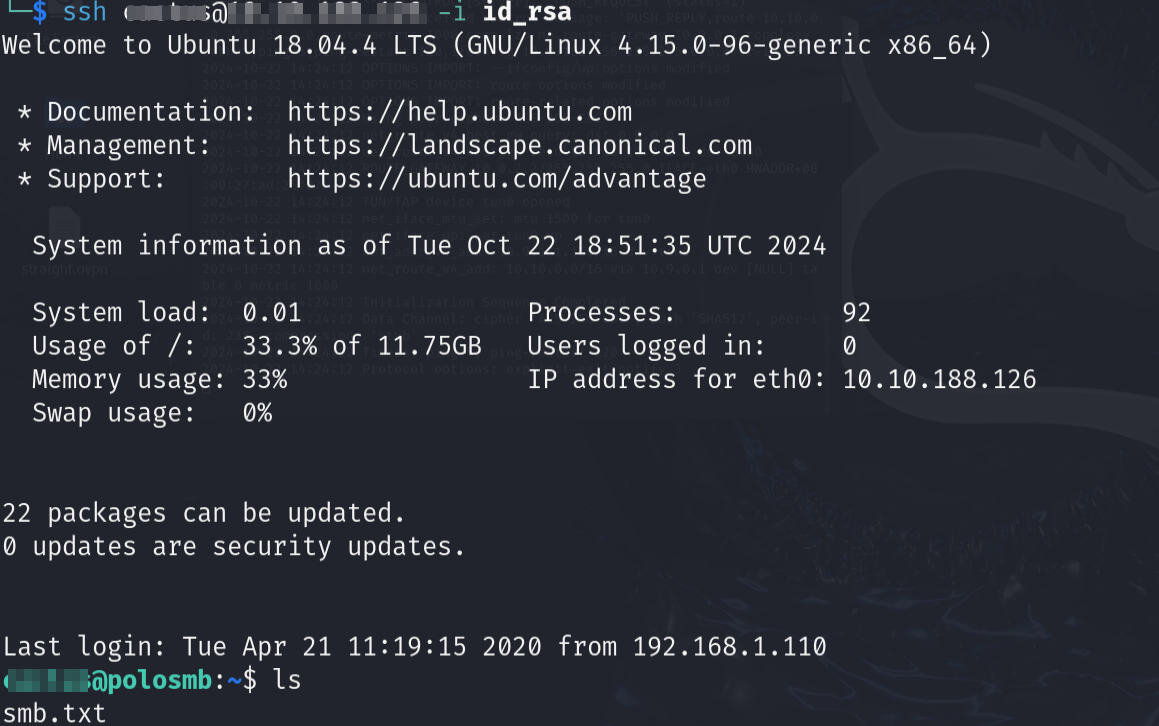 └─$ ssh @ -i id_rsa
Welcome to Ubuntu 18.04.4 LTS (GNU/Linux 4.15.0-96-generic x86_64)
* Documentation: https://help.ubuntu.com
* Management: https://landscape.canonical.com
* Support: https://ubuntu.com/advantage
System information as of Tue Oct 22 18:51:35 UTC 2024
System load: 0.01 Processes: 92
Usage of /: 33.3% of 11.75GB Users logged in: 0
Memory usage: 33% IP address for eth0: 10.10.188.126
Swap usage: 0%
22 packages can be updated.
0 updates are security updates.
Last login: Tue Apr 21 11:19:15 2020 from 192.168.1.110
@polosmb:~$ ls
smb.txt
straight.ovpn